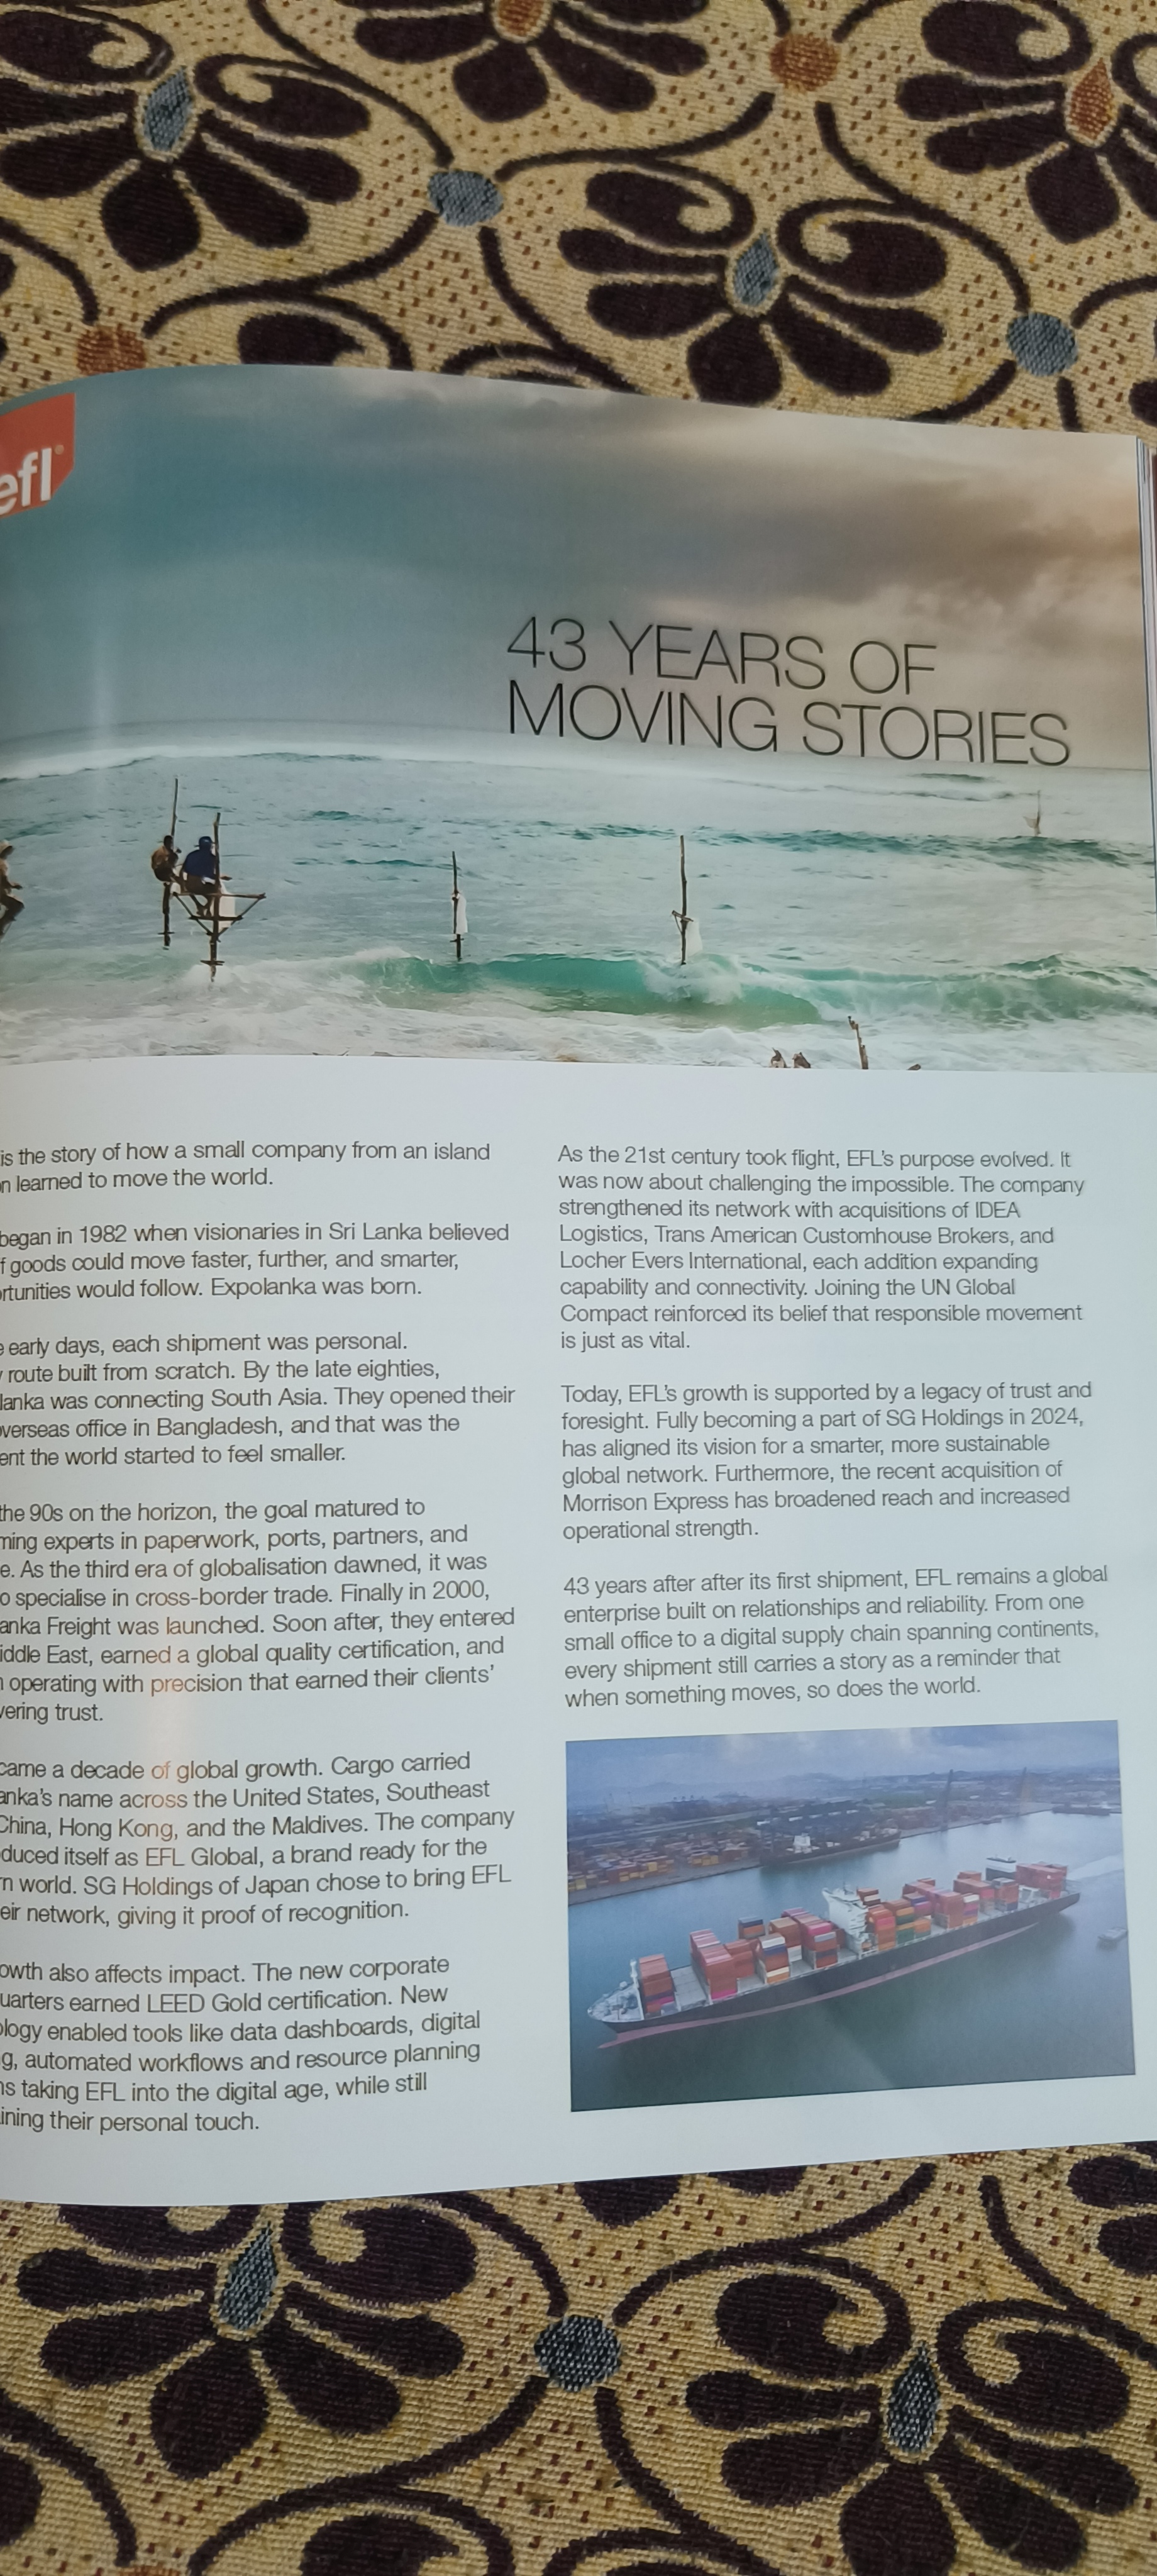 efl
43 YEARS OF
MOVING STORIES
is the story of how a small company from an island
learned to move the world.
began in 1982 when visionaries in Sri Lanka believed
goods could move faster, further, and smarter,
would follow. Expolanka was born.
early days, each shipment was personal.
route built from scratch. By the late eighties,
was connecting South Asia. They opened their
office in Bangladesh, and that was the
the world started to feel smaller.
the 90s on the horizon, the goal matured to
experts in paperwork, ports, partners, and
As the third era of globalisation dawned, it was
specialise in cross-border trade. Finally in 2000,
Freight was launched. Soon after, they entered
East, earned a global quality certification, and
operating with precision that earned their clients'
trust.
a decade of global growth. Cargo carried
name across the United States, Southeast
China, Hong Kong, and the Maldives. The company
itself as EFL Global, a brand ready for the
world. SG Holdings of Japan chose to bring EFL
network, giving it proof of recognition.
also affects impact. The new corporate
earned LEED Gold certification. New
enabled tools like data dashboards, digital
automated workflows and resource planning
taking EFL into the digital age, while still
their personal touch.
As the 21st century took flight, EFL's purpose evolved. It
was now about challenging the impossible. The company
strengthened its network with acquisitions of IDEA
Logistics, Trans American Customhouse Brokers, and
Locher Evers International, each addition expanding
capability and connectivity. Joining the UN Global
Compact reinforced its belief that responsible movement
is just as vital.
Today, EFL's growth is supported by a legacy of trust and
foresight. Fully becoming a part of SG Holdings in 2024,
has aligned its vision for a smarter, more sustainable
global network. Furthermore, the recent acquisition of
Morrison Express has broadened reach and increased
operational strength.
43 years after after its first shipment, EFL remains a global
enterprise built on relationships and reliability. From one
small office to a digital supply chain spanning continents,
every shipment still carries a story as a reminder that
when something moves, so does the world.